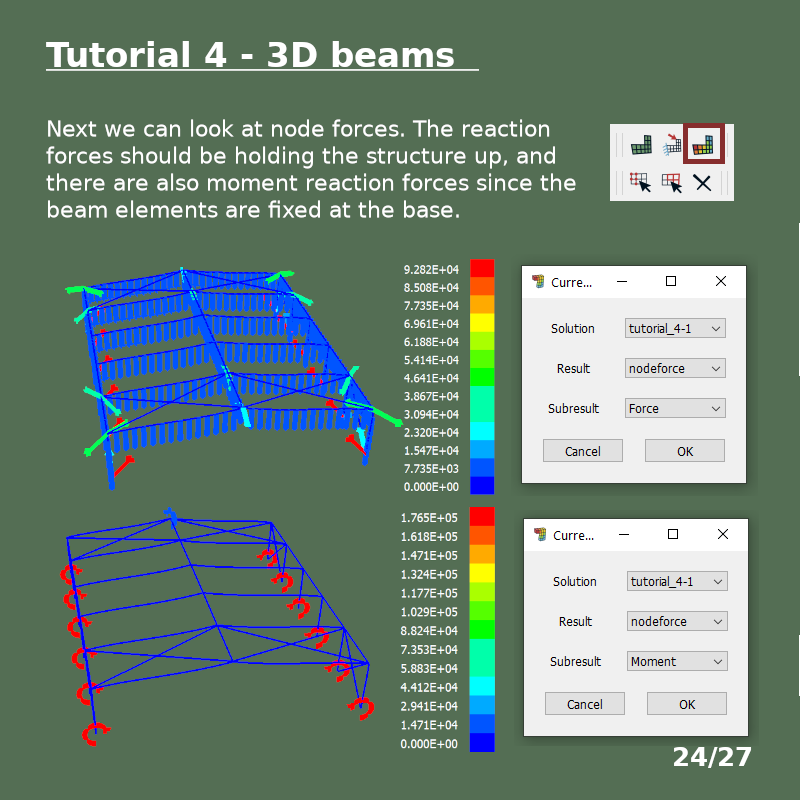 Tutorial 4 - 3D beams
Next we can look at node forces. The reaction
forces should be holding the structure up, and
there are also moment reaction forces since the
beam elements are fixed at the base.
9.282E+04
8.508E+04
7.735E+04
6.961E+04
6.188E+04
5.414E+04
4.641E+04
3.867E+04
3.094E+04
2.320E+04
1.547E+04
7.735E+03
0.000E+00
Curre...
Solution tutorial_4-1
Result nodeforce
Subresult Force
Cancel OK
1.765E+05
1.618E+05
1.471E+05
1.324E+05
1.177E+05
1.029E+05
8.824E+04
7.353E+04
5.883E+04
4.412E+04
2.941E+04
1.471E+04
0.000E+00
Curre...
Solution tutorial_4-1
Result nodeforce
Subresult Moment
Cancel OK
24/27